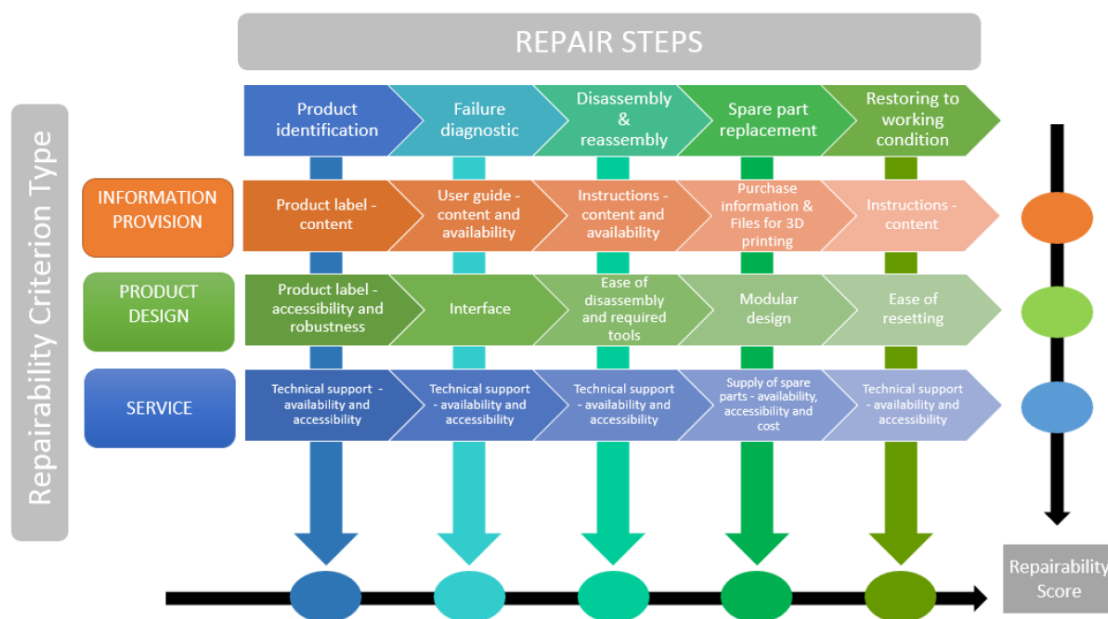 REPAIR STEPS
Repairability Criterion Type
Product
identification
Failure
diagnostic
Disassembly
&
reassembly
Spare part
replacement
Restoring to
working
condition
INFORMATION
PROVISION
Product label -
content
User guide -
content and
availability
Instructions -
content and
availability
Purchase
information &
Files for 3D
printing
Instructions -
content
PRODUCT
DESIGN
Product label -
accessibility and
robustness
Interface
Ease of
disassembly
and required
tools
Modular
design
Ease of
resetting
SERVICE
Technical support -
availability and
accessibility
Technical support
- availability and
accessibility
Technical support
- availability and
accessibility
Supply of spare
parts - availability,
accessibility and
cost
Technical support -
availability and
accessibility
Repairability
Score